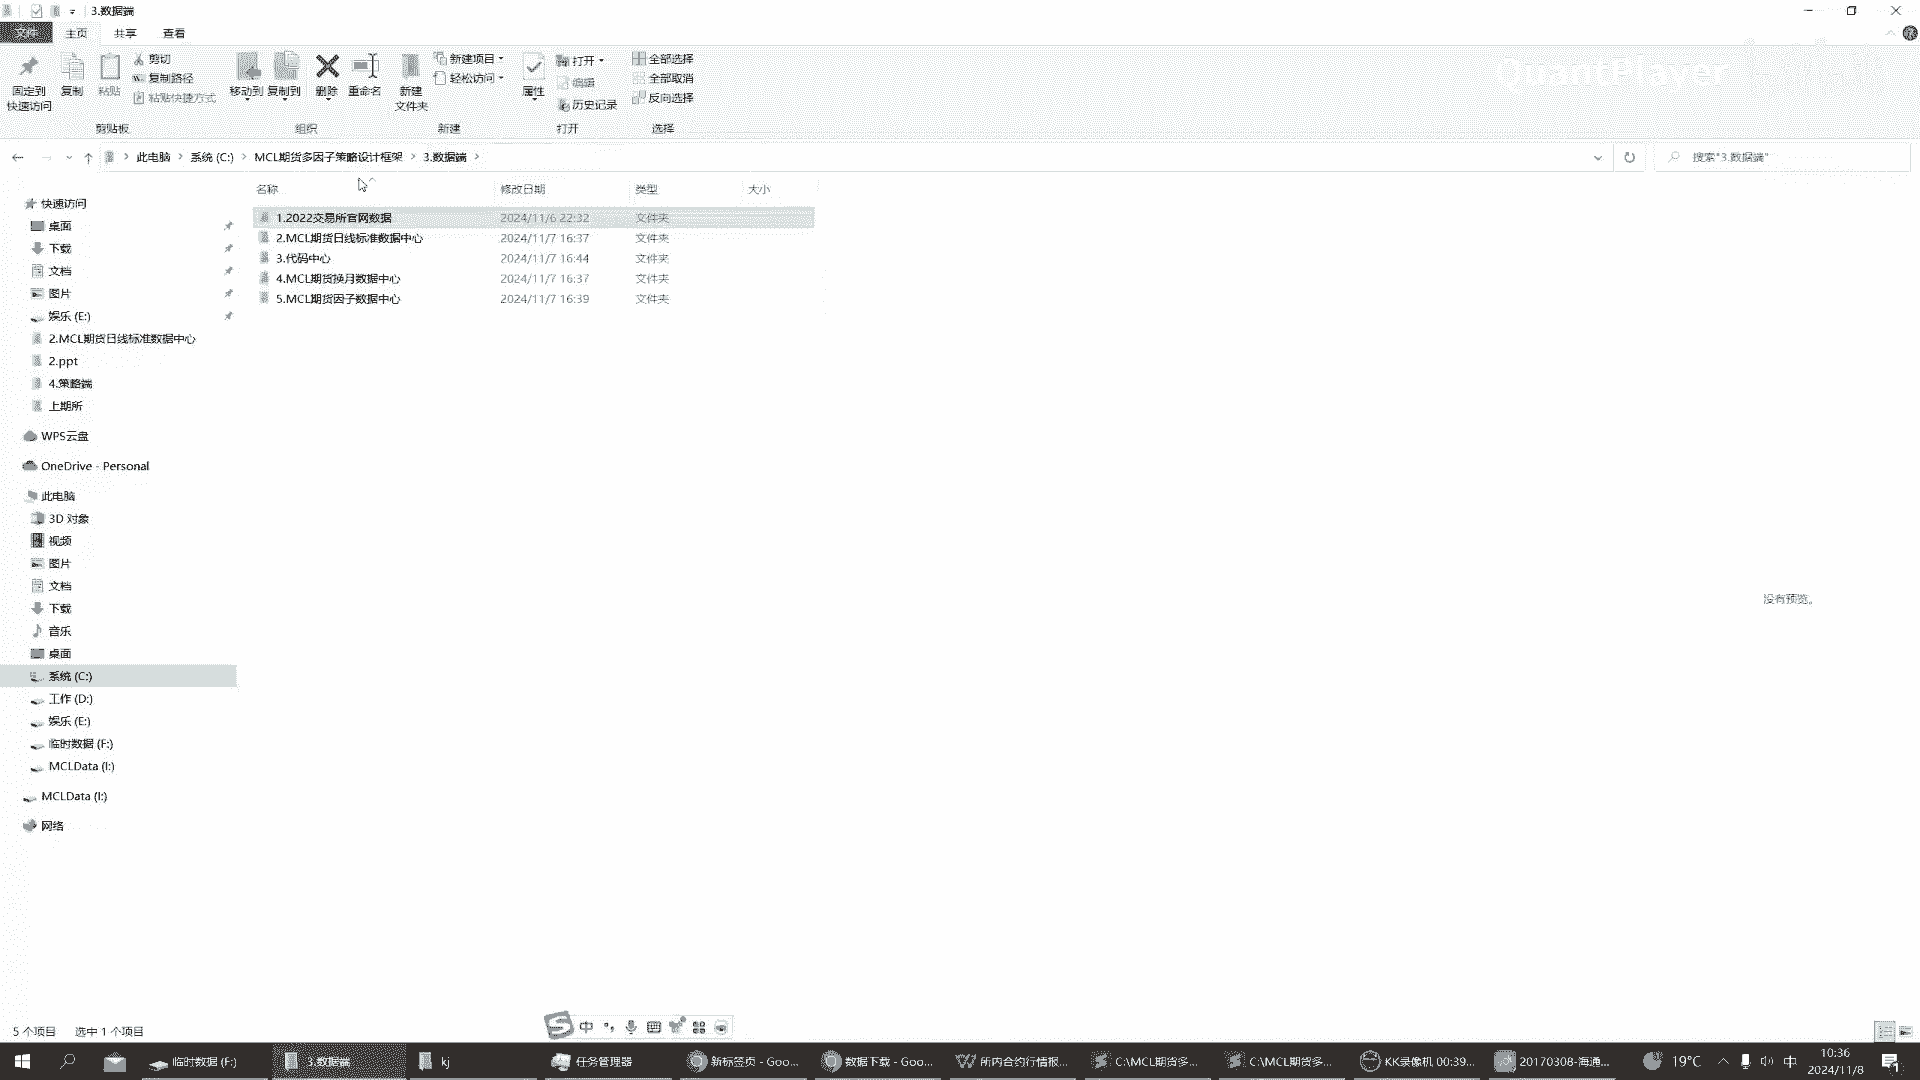 3.数据端
文件 主页 共享 查看
固定到
快速访问
复制
粘贴
剪切
复制路径
粘贴快捷方式
剪贴板
移动到
复制到
删除
重命名
组织
新建
文件夹
新建项目
轻松访问
新建
属性
打开
编辑
历史记录
打开
全部选择
全部取消
反向选择
选择
QuantPlayer
此电脑 > 系统 (C:) > MCL期货多因子策略设计框架 > 3.数据端 >
搜索"3.数据端"
名称 修改日期 类型 大小
1.2022交易所官网数据 2024/11/6 22:32 文件夹
2.MCL期货日线标准数据中心 2024/11/7 16:37 文件夹
3.代码中心 2024/11/7 16:44 文件夹
4.MCL期货换月数据中心 2024/11/7 16:37 文件夹
5.MCL期货因子数据中心 2024/11/7 16:39 文件夹
快速访问
桌面
下载
文档
图片
娱乐 (E:)
2.MCL期货日线标准数据中心
2.ppt
4.策略端
上期所
WPS云盘
OneDrive - Personal
此电脑
3D 对象
视频
图片
文档
下载
音乐
桌面
系统 (C:)
工作 (D:)
娱乐 (E:)
临时数据 (F:)
MCLData (I:)
MCLData (I:)
网络
没有预览。
5 个项目 选中 1 个项目
中
临时数据 (F:)
3.数据端
kj
任务管理器
新标签页 - Goo...
数据下载 - Goo...
所内合约行情报...
C:\MCL期货多...
C:\MCL期货多...
KK录像机 00:39...
20170308-海通...
19°C
中
10:36
2024/11/8
1